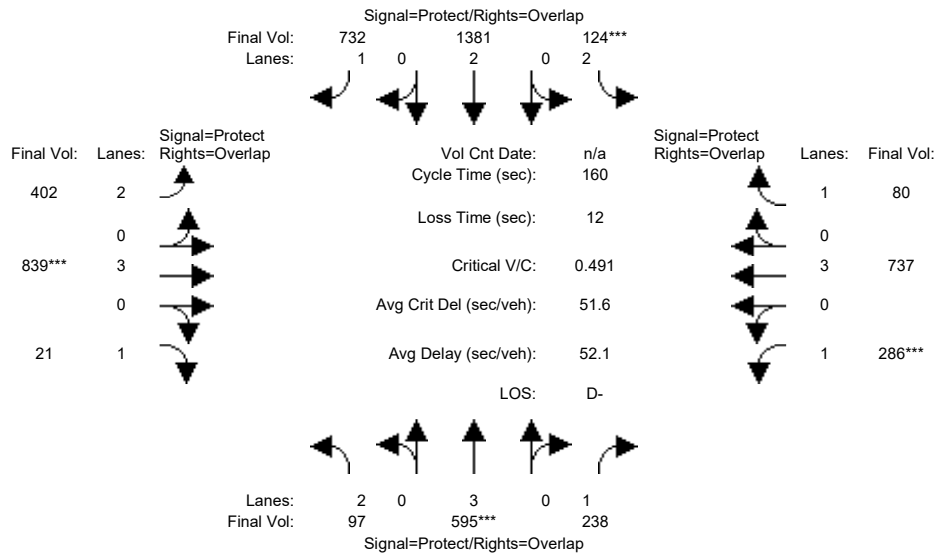 Signal=Protect/Rights=Overlap
Final Vol: 732 1381 124***
Lanes: 1 0 2 0 2
Signal=Protect Signal=Protect
Final Vol: Lanes: Rights=Overlap Vol Cnt Date: n/a Rights=Overlap Lanes: Final Vol:
Cycle Time (sec): 160
402 2 1 80
Loss Time (sec): 12
0 0
839*** 3 Critical V/C: 0.491 3 737
0 Avg Crit Del (sec/veh): 51.6 0
21 1 Avg Delay (sec/veh): 52.1 1 286***
LOS: D-
Lanes: 2 0 3 0 1
Final Vol: 97 595*** 238
Signal=Protect/Rights=Overlap